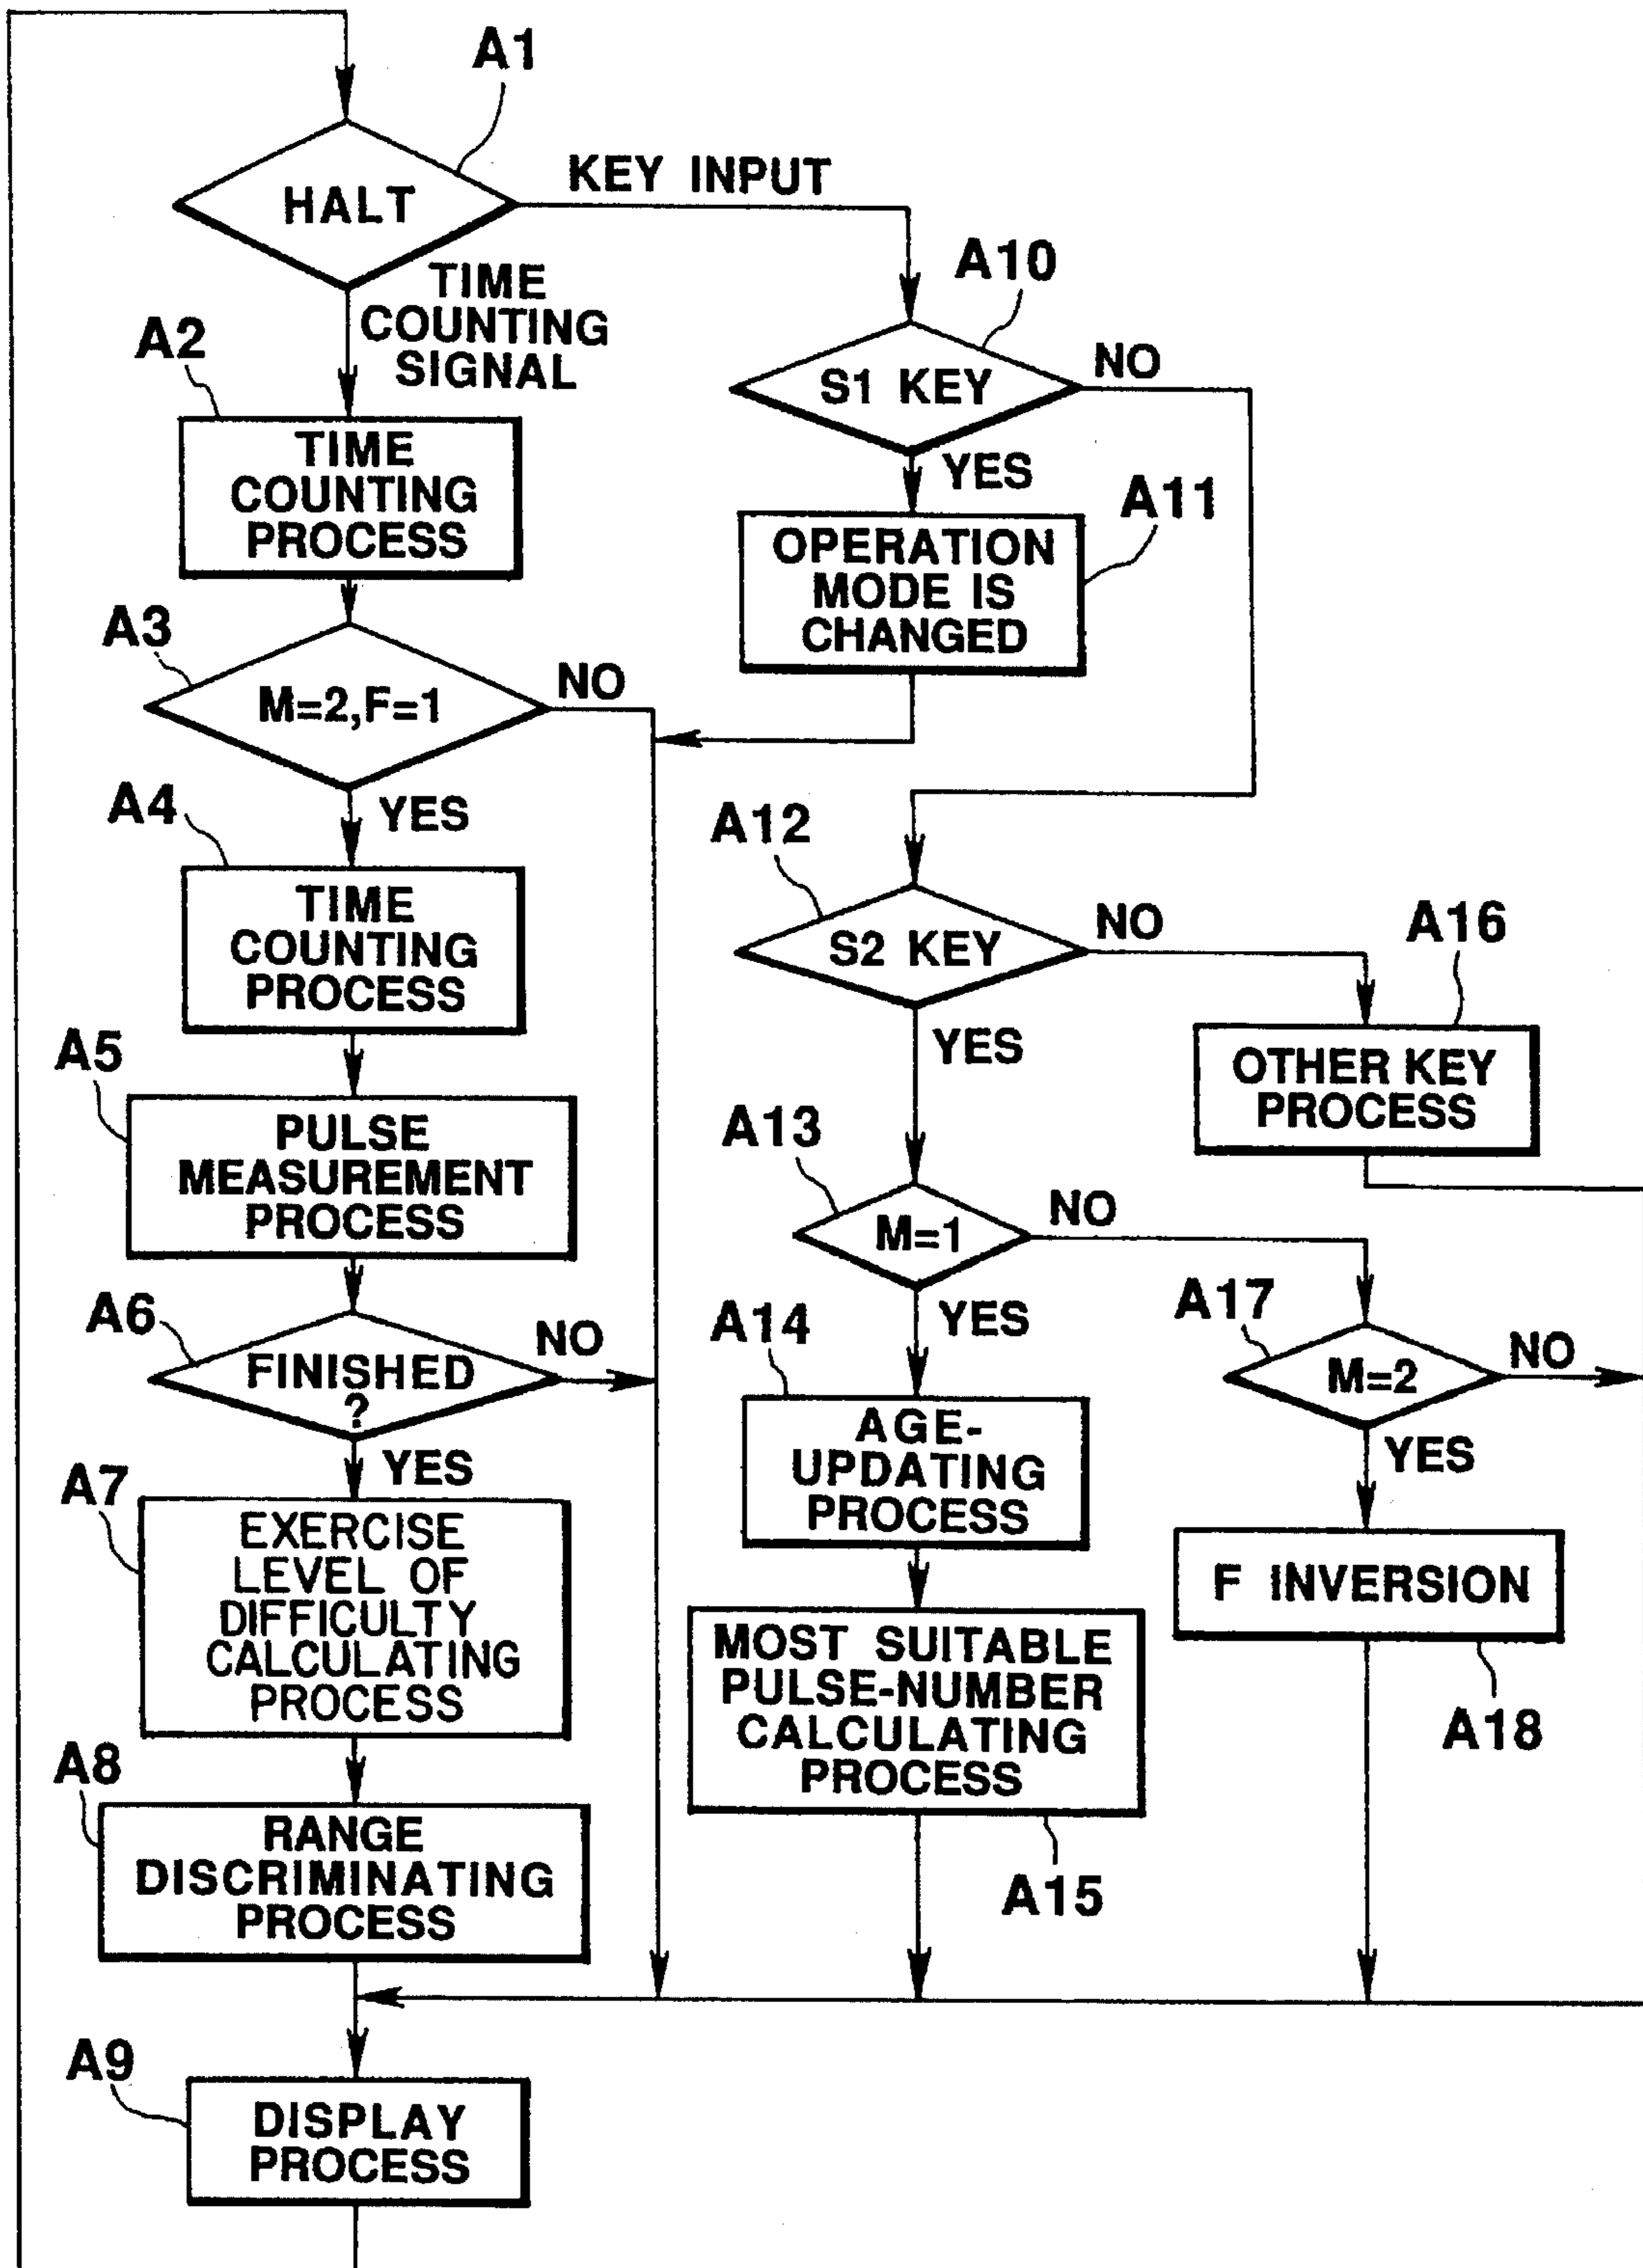 A1
HALT
KEY INPUT
TIME
COUNTING
SIGNAL
A2
TIME
COUNTING
PROCESS
A3
M=2,F=1
NO
YES
A4
TIME
COUNTING
PROCESS
A5
PULSE
MEASUREMENT
PROCESS
A6
FINISHED
?
NO
YES
A7
EXERCISE
LEVEL OF
DIFFICULTY
CALCULATING
PROCESS
A8
RANGE
DISCRIMINATING
PROCESS
A9
DISPLAY
PROCESS
A10
S1 KEY
NO
YES
A11
OPERATION
MODE IS
CHANGED
A12
S2 KEY
NO
YES
A13
M=1
NO
YES
A14
AGE-
UPDATING
PROCESS
MOST SUITABLE
PULSE-NUMBER
CALCULATING
PROCESS
A15
A16
OTHER KEY
PROCESS
A17
M=2
NO
YES
F INVERSION
A18